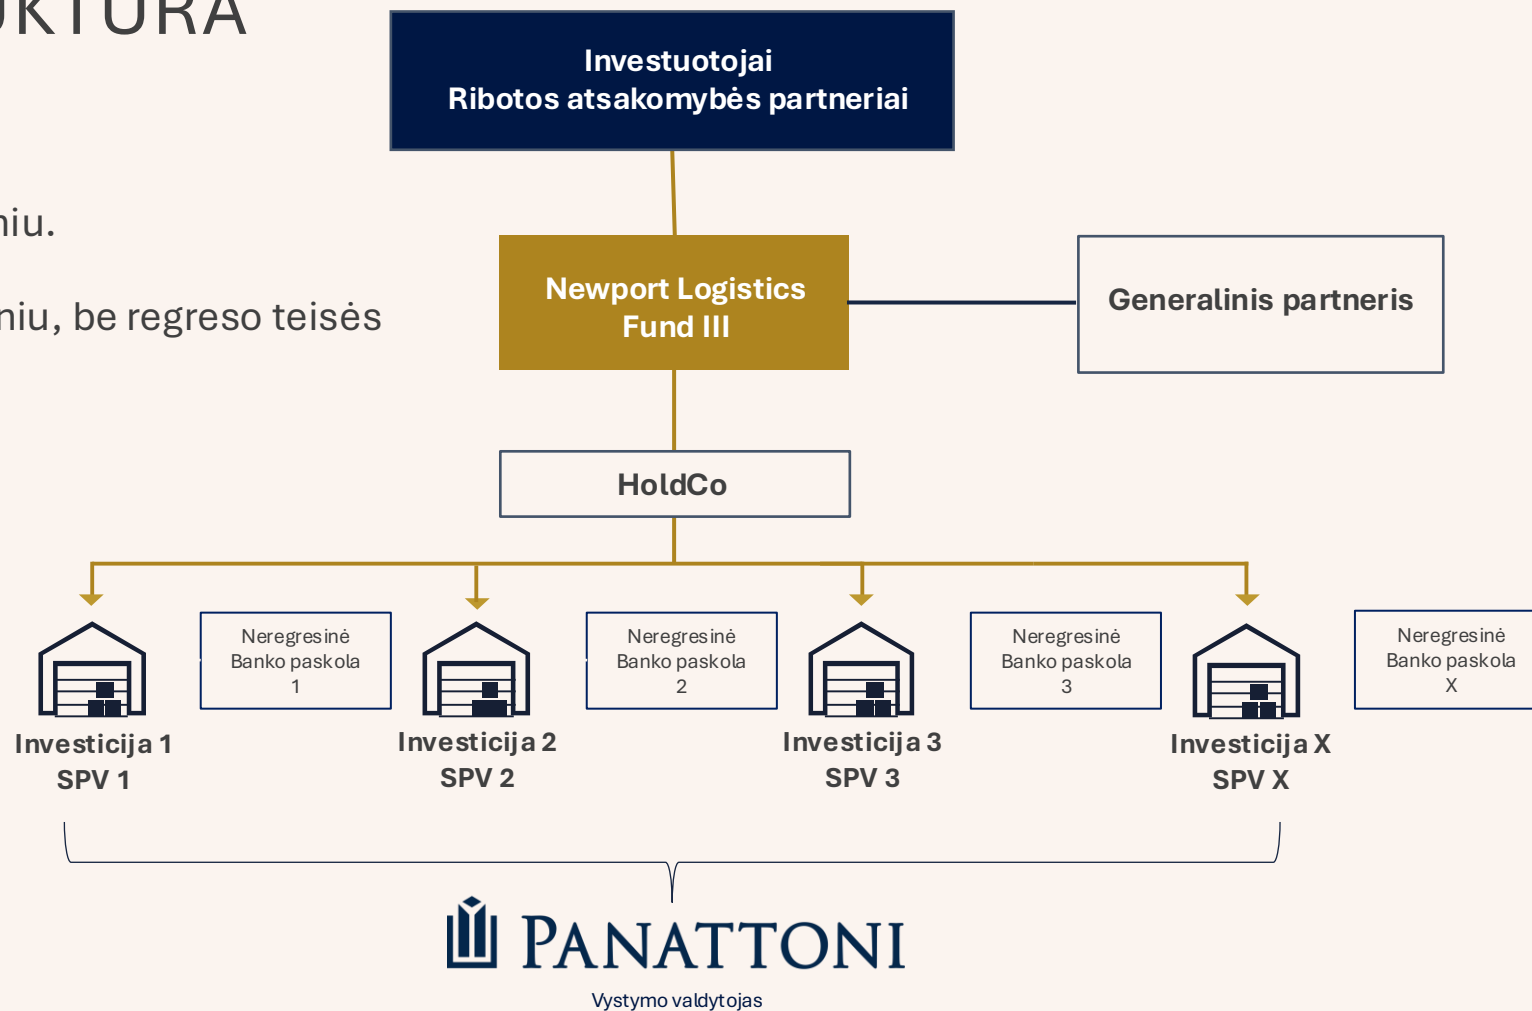 UKTŪRA
Investuotojai
Ribotos atsakomybės partneriai
niu.
niu, be regreso teisės
Newport Logistics
Fund III
Generalinis partneris
HoldCo
Neregresinė
Banko paskola
1
Neregresinė
Banko paskola
2
Neregresinė
Banko paskola
3
Neregresinė
Banko paskola
X
Investicija 1
SPV 1
Investicija 2
SPV 2
Investicija 3
SPV 3
Investicija X
SPV X
PANATTONI
Vystymo valdytojas